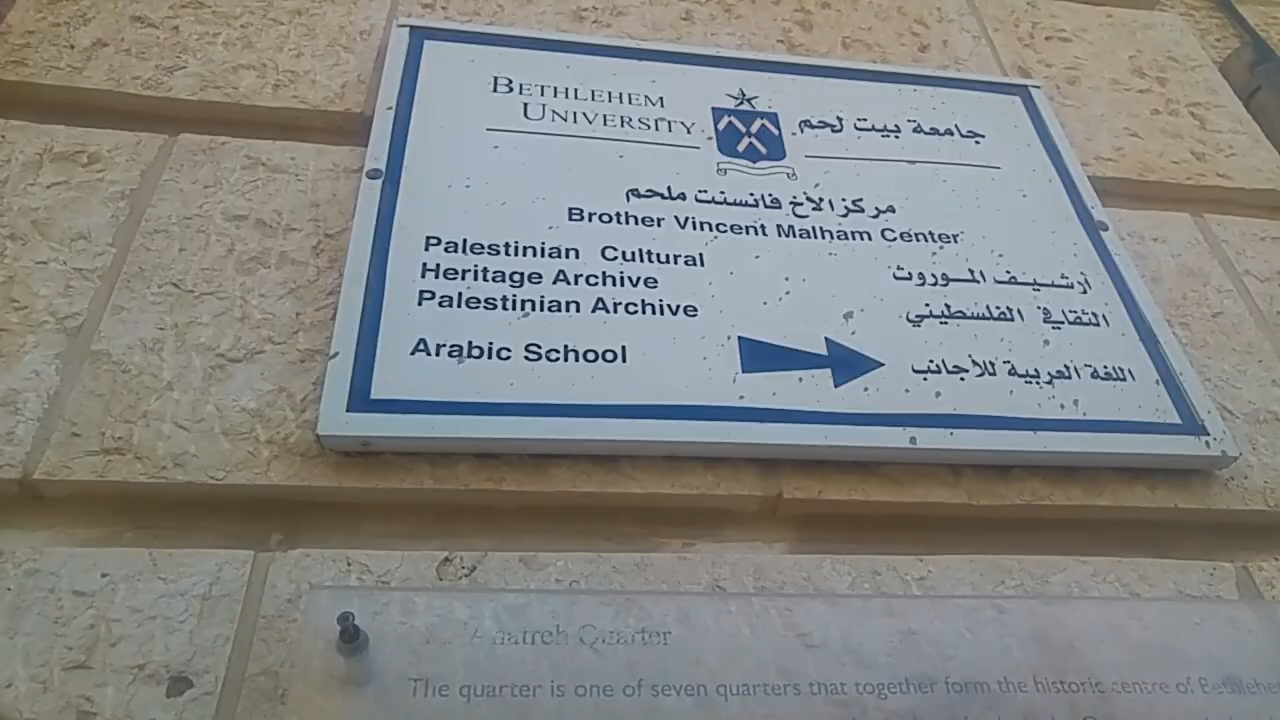 BETHLEHEM
UNIVERSITY
جامعة بيت لحم
مركز الأخ فانسنت ملحم
Brother Vincent Malham Center
Palestinian Cultural
Heritage Archive
Palestinian Archive
Arabic School
أرشيف الموروث
الثقافي الفلسطيني
اللغة العربية للأجانب
Quarter
The quarter is one of seven quarters that together form the historic centre of